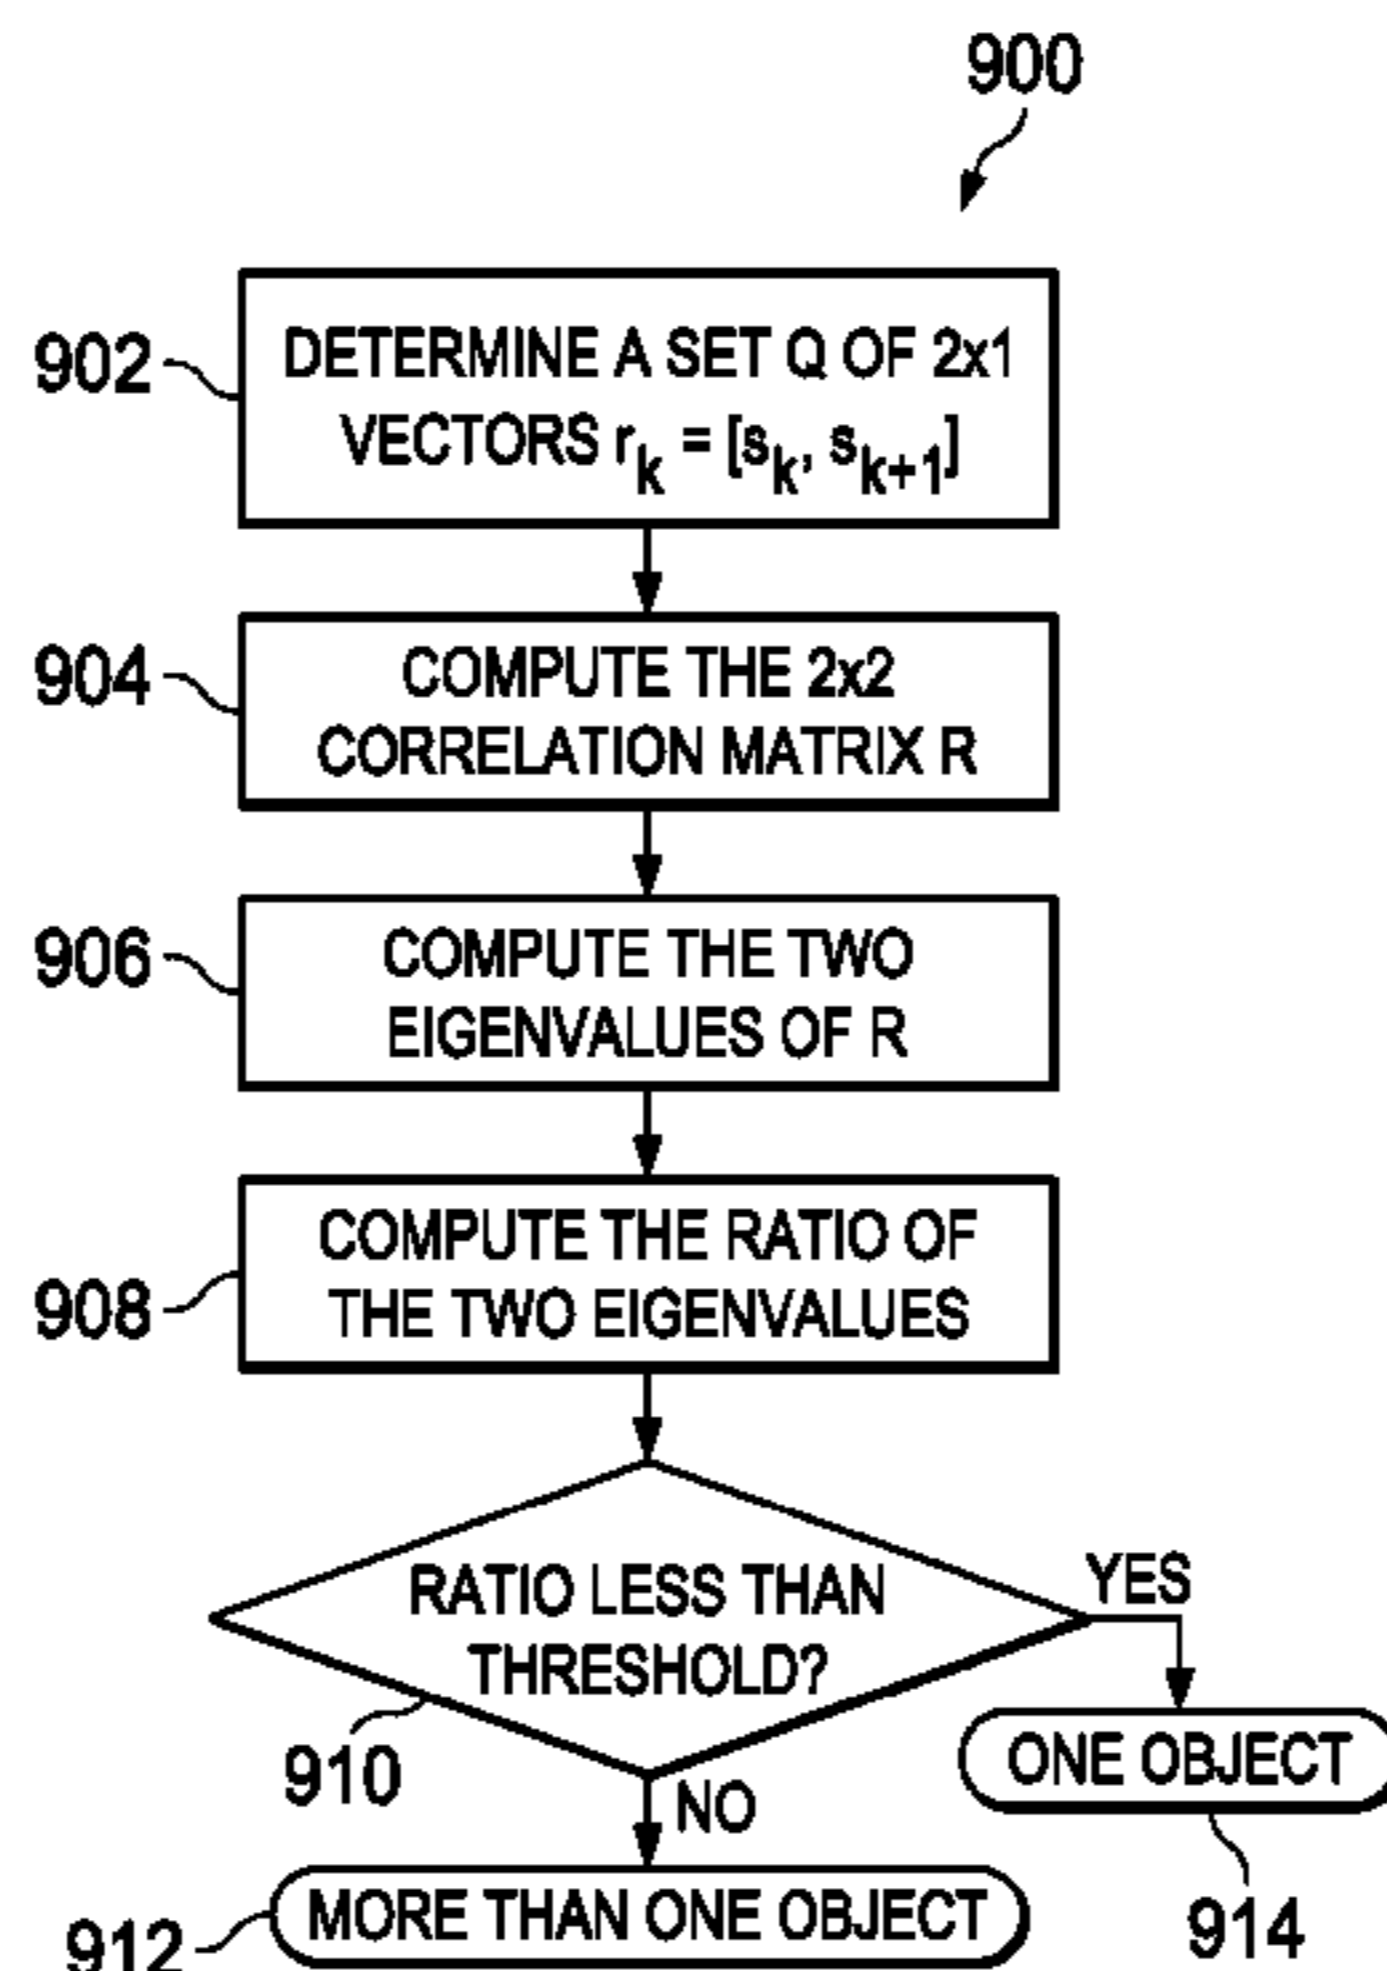 900
902
DETERMINE A SET Q OF 2x1
VECTORS r_k = [s_k, s_k+1]
904
COMPUTE THE 2x2
CORRELATION MATRIX R
906
COMPUTE THE TWO
EIGENVALUES OF R
908
COMPUTE THE RATIO OF
THE TWO EIGENVALUES
RATIO LESS THAN
THRESHOLD?
YES
910
NO
ONE OBJECT
914
MORE THAN ONE OBJECT
912